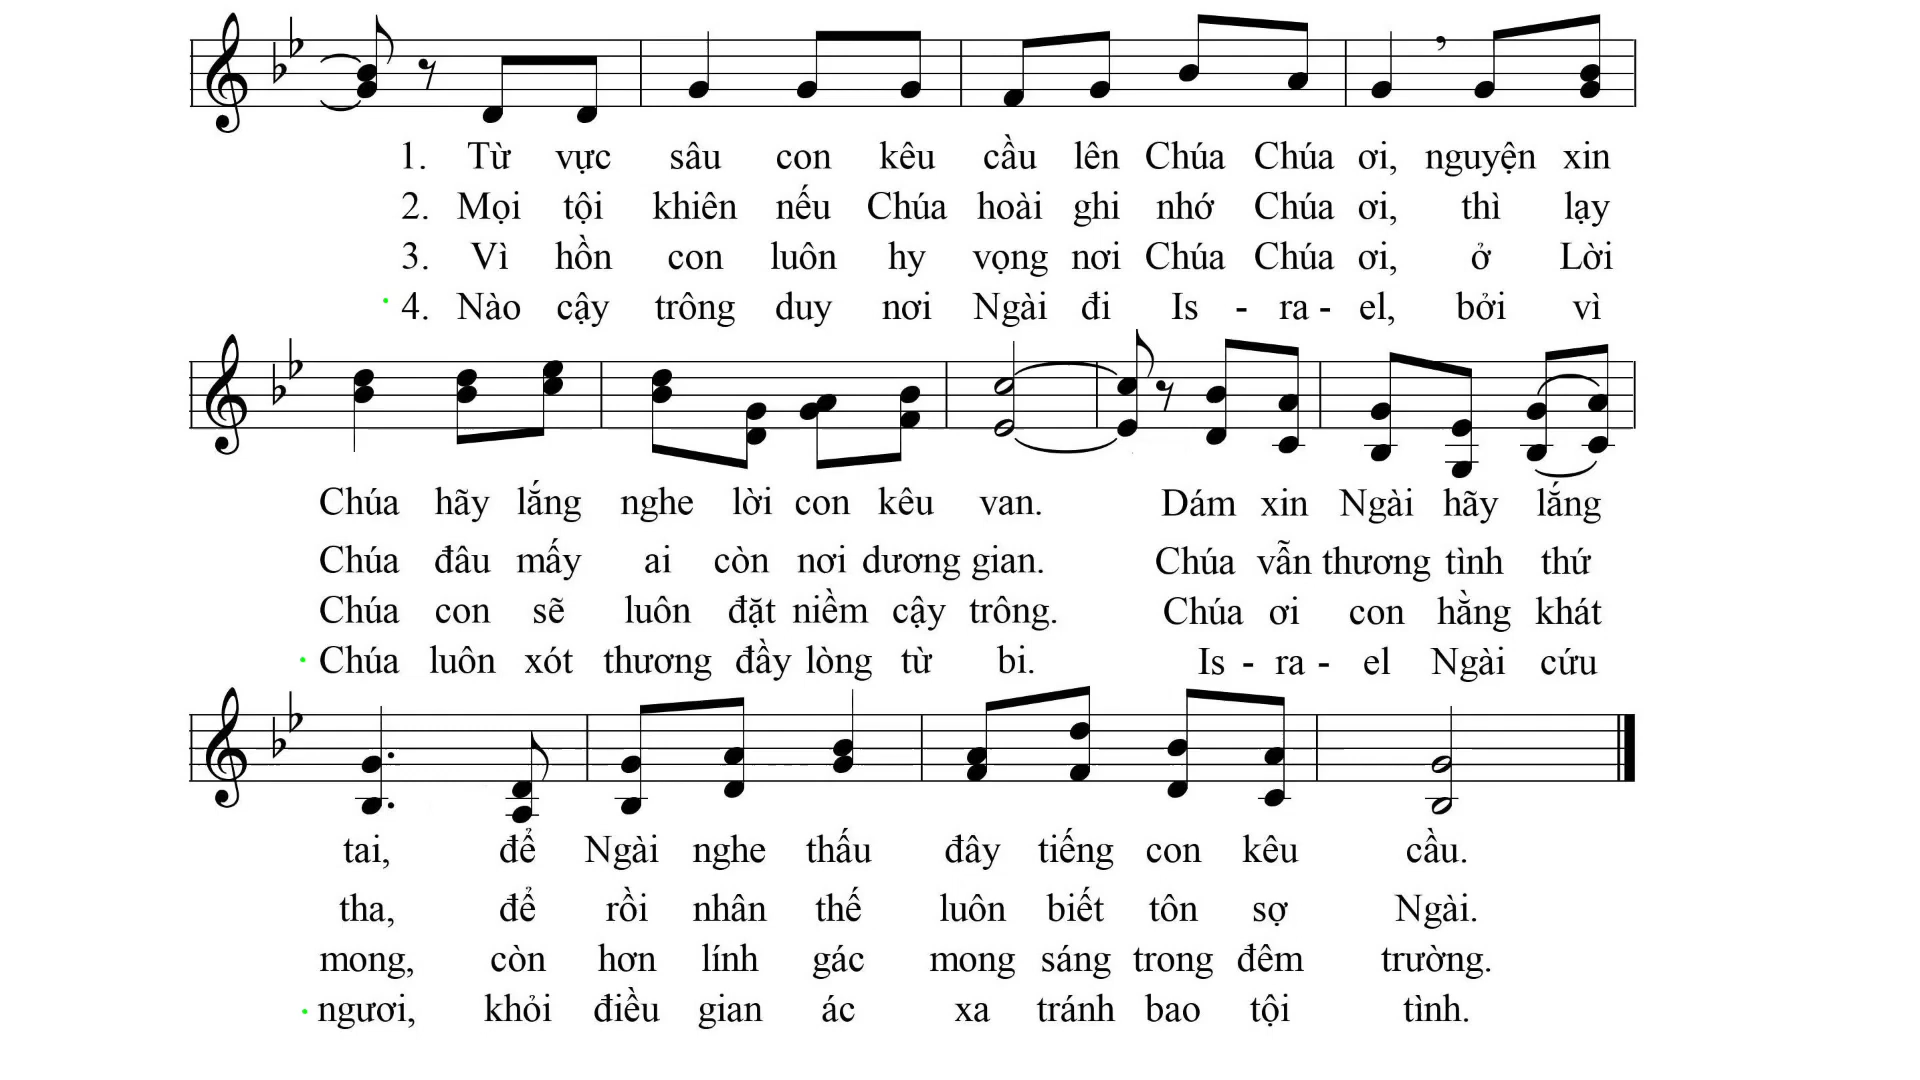 1. Từ vực sâu con kêu cầu lên Chúa Chúa ơi, nguyện xin
2. Mọi tội khiên nếu Chúa hoài ghi nhớ Chúa ơi, thì lạy
3. Vì hồn con luôn hy vọng nơi Chúa Chúa ơi, ở Lời
4. Nào cậy trông duy nơi Ngài đi Is - ra - el, bởi vì
Chúa hãy lắng nghe lời con kêu van. Dám xin Ngài hãy lắng
Chúa đâu mấy ai còn nơi dương gian. Chúa vẫn thương tình thứ
Chúa con sẽ luôn đặt niềm cậy trông. Chúa ơi con hằng khát
Chúa luôn xót thương đầy lòng từ bi. Is - ra - el Ngài cứu
tai, để Ngài nghe thấu đây tiếng con kêu cầu.
tha, để rồi nhân thế luôn biết tôn sợ Ngài.
mong, còn hơn lính gác mong sáng trong đêm trường.
ngươi, khỏi điều gian ác xa tránh bao tội tình.